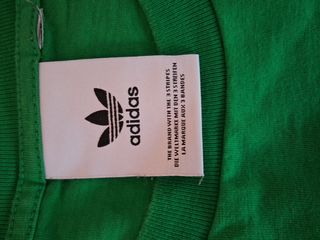 adidas
THE BRAND WITH THE 3 STRIPES
DIE WELTMARKE MIT DEN 3 STREIFEN
LA MARQUE AUX 3 BANDES